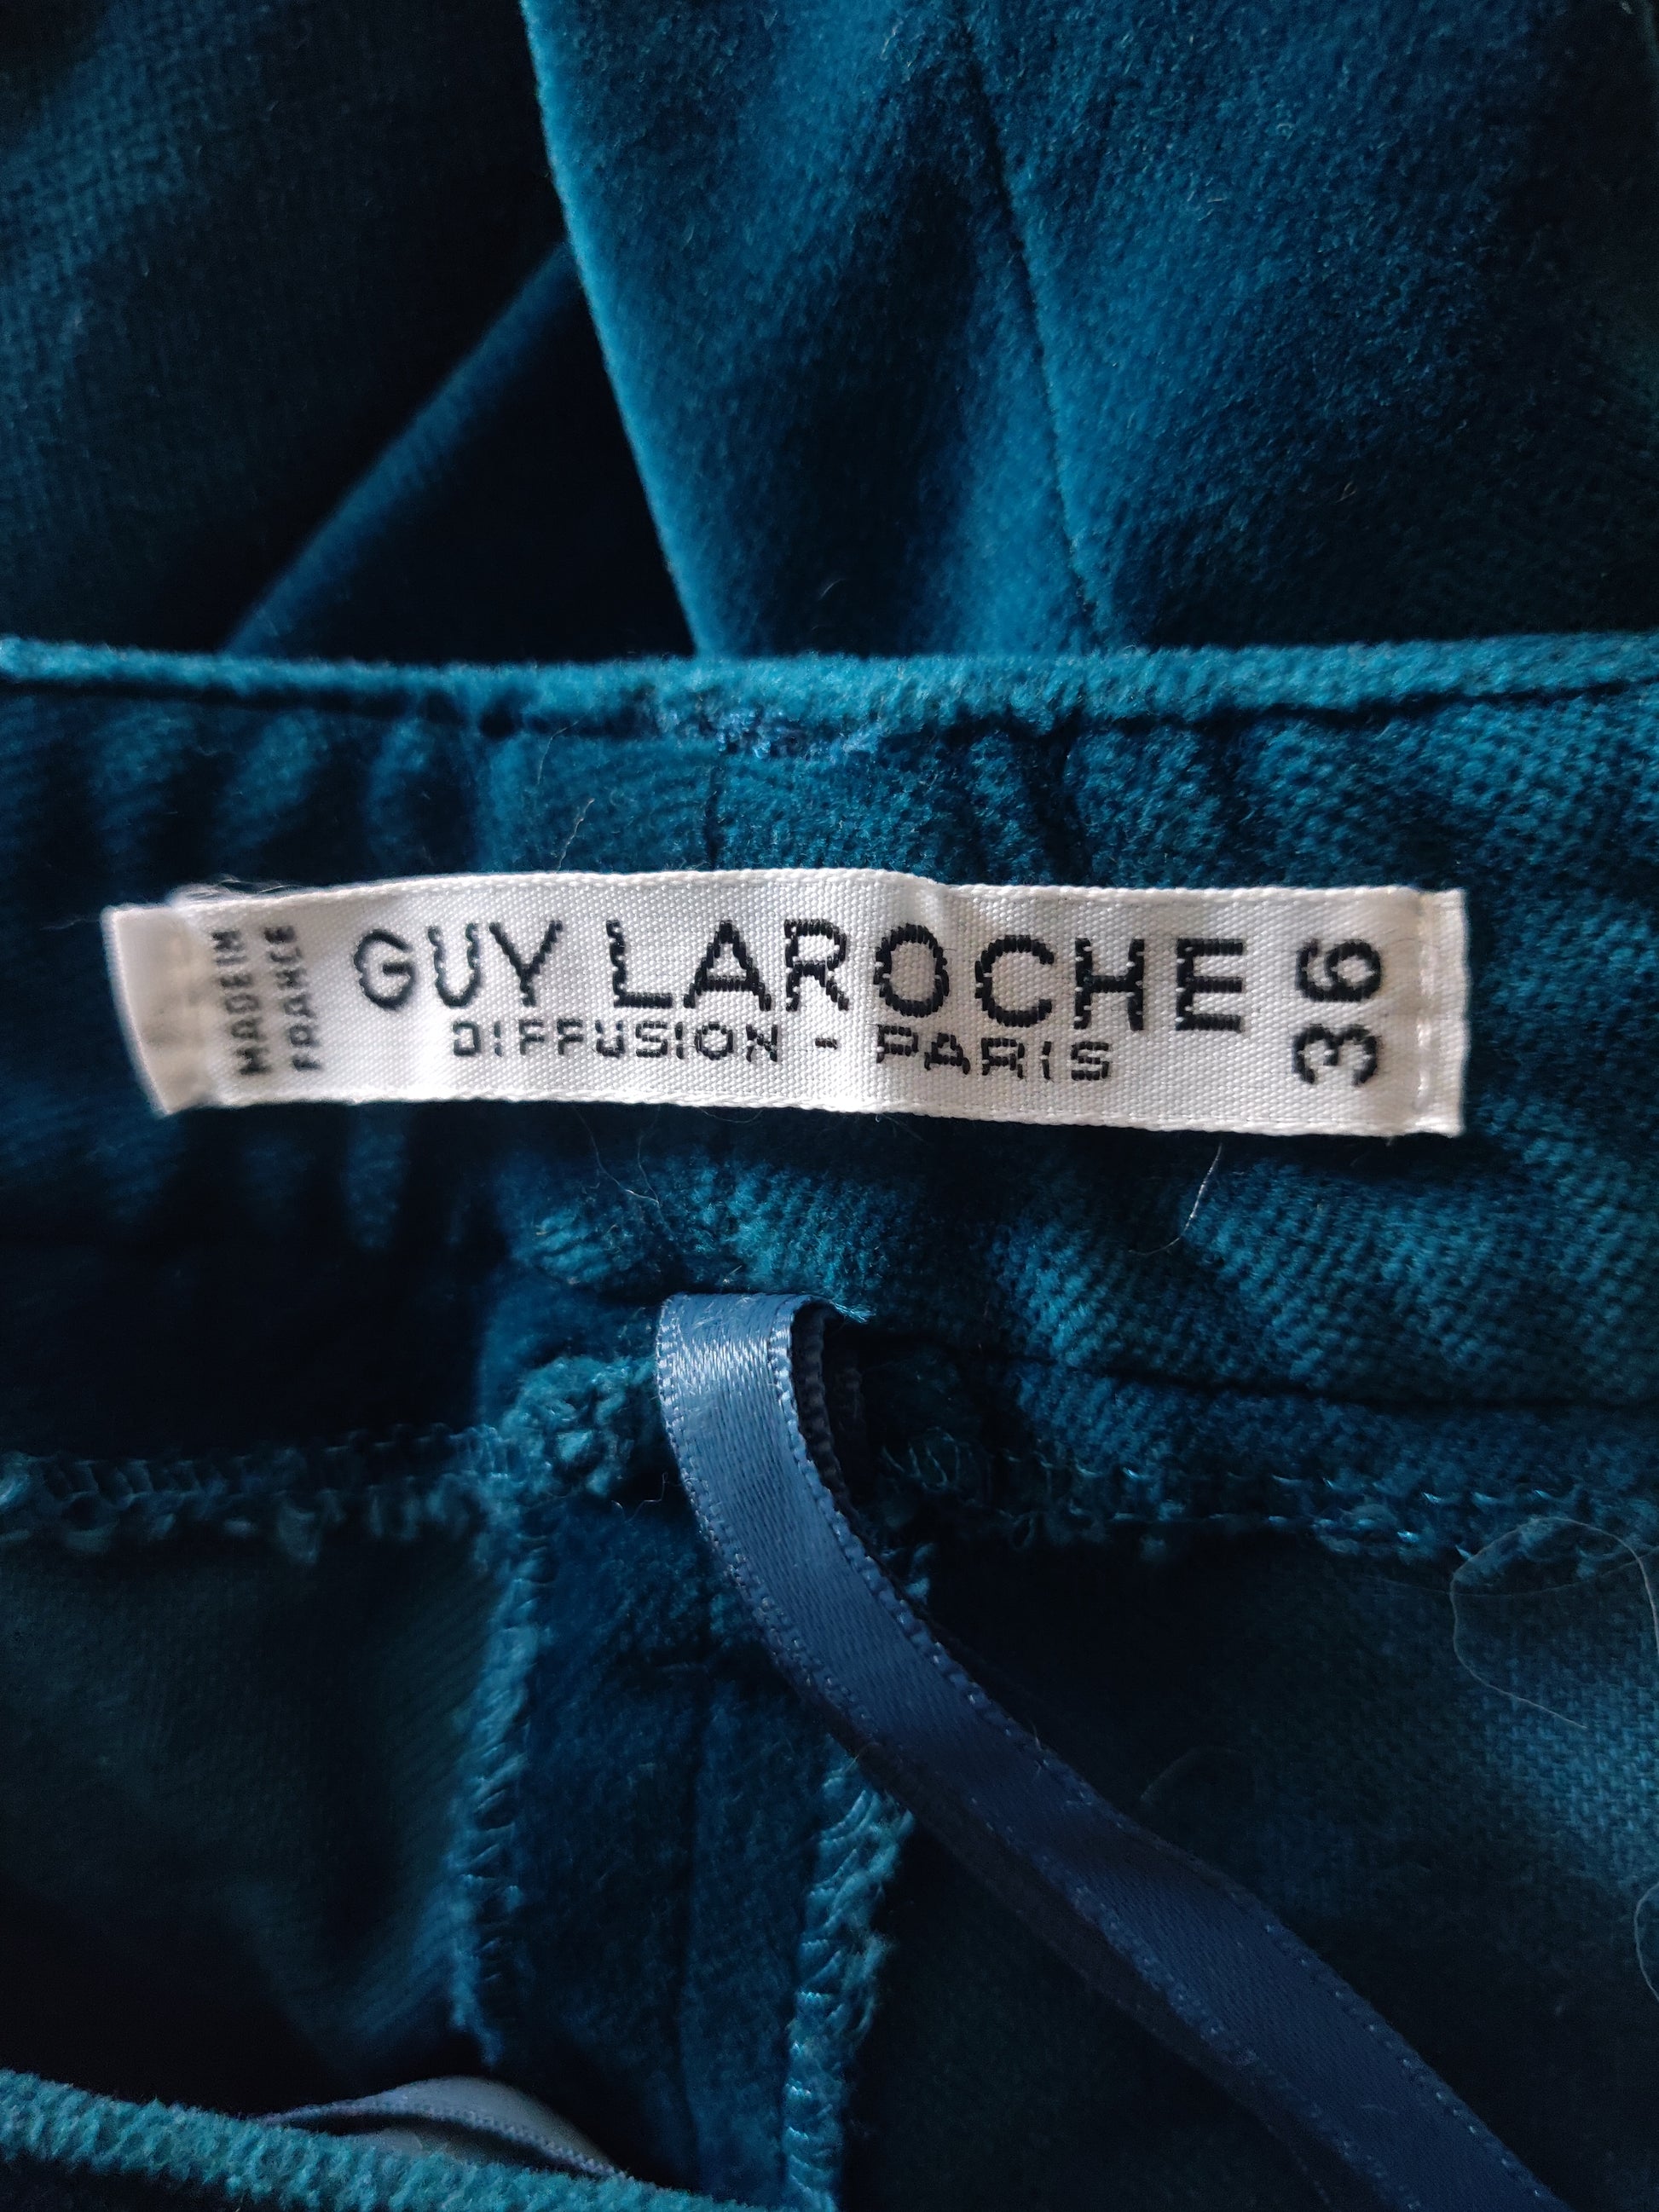 MADE IN
FRANCE
GUY LAROCHE
DIFFUSION - PARIS
36